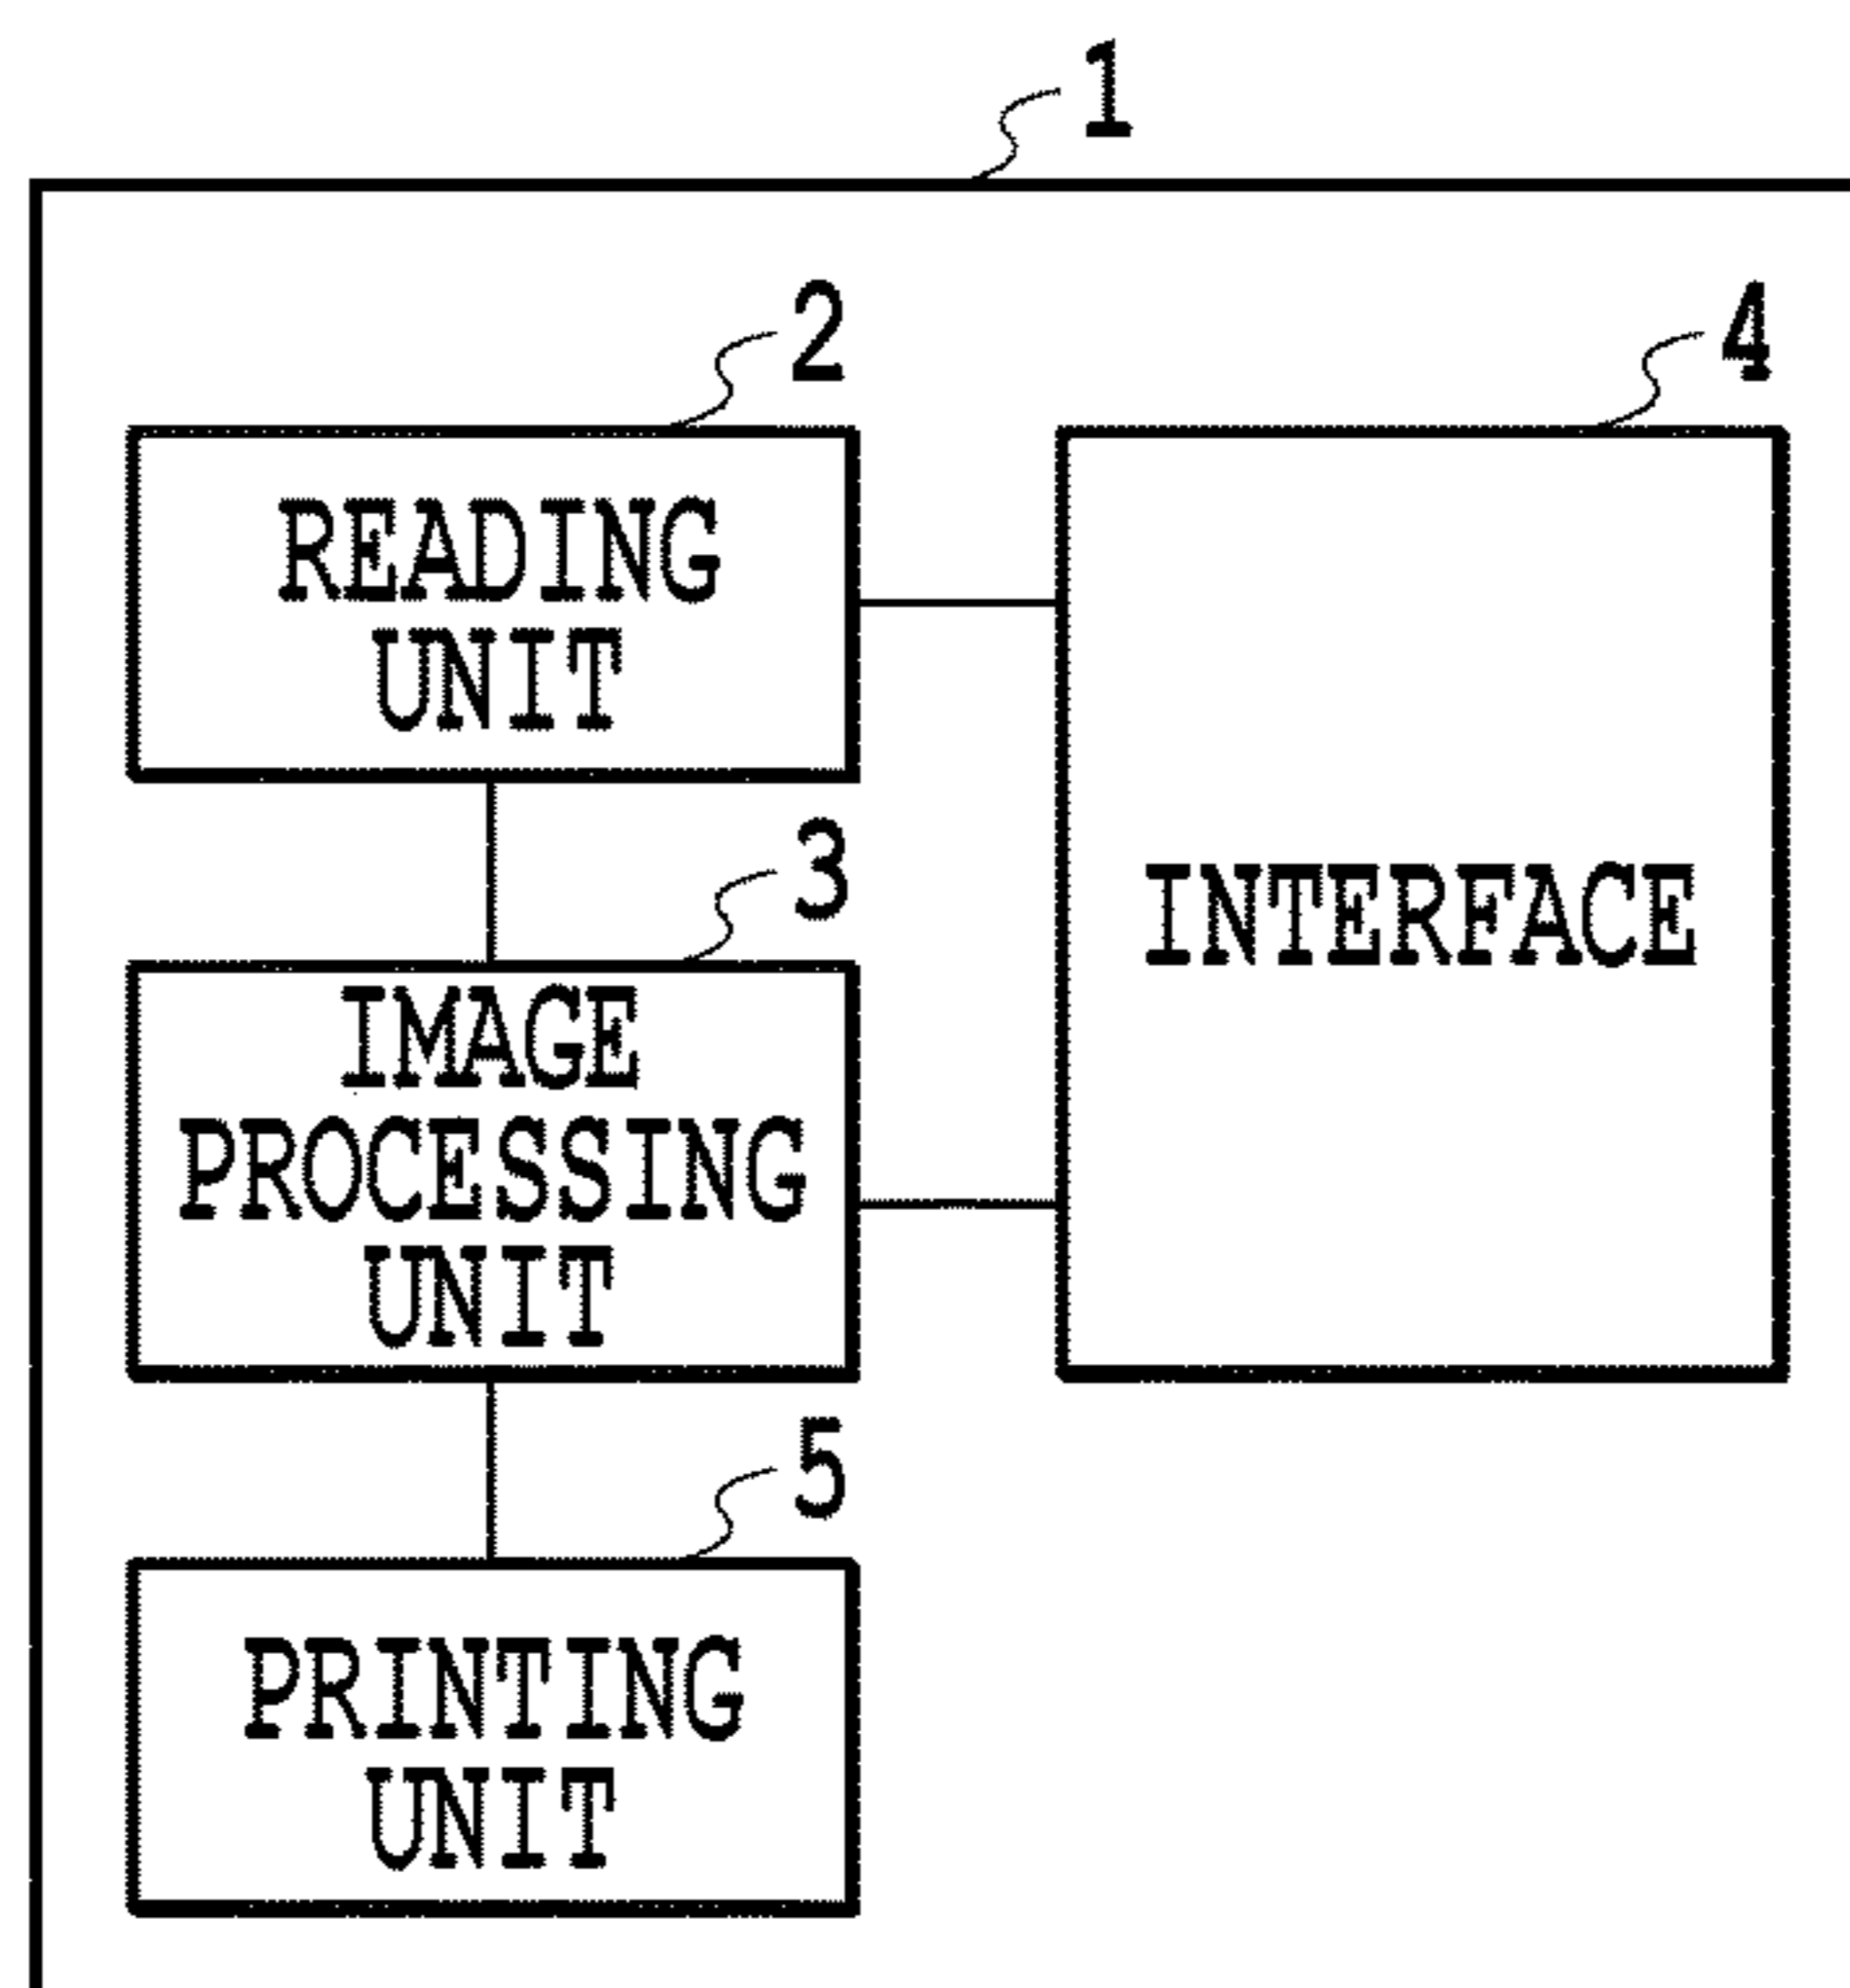 1
2
4
READING
UNIT
3
INTERFACE
IMAGE
PROCESSING
UNIT
5
PRINTING
UNIT